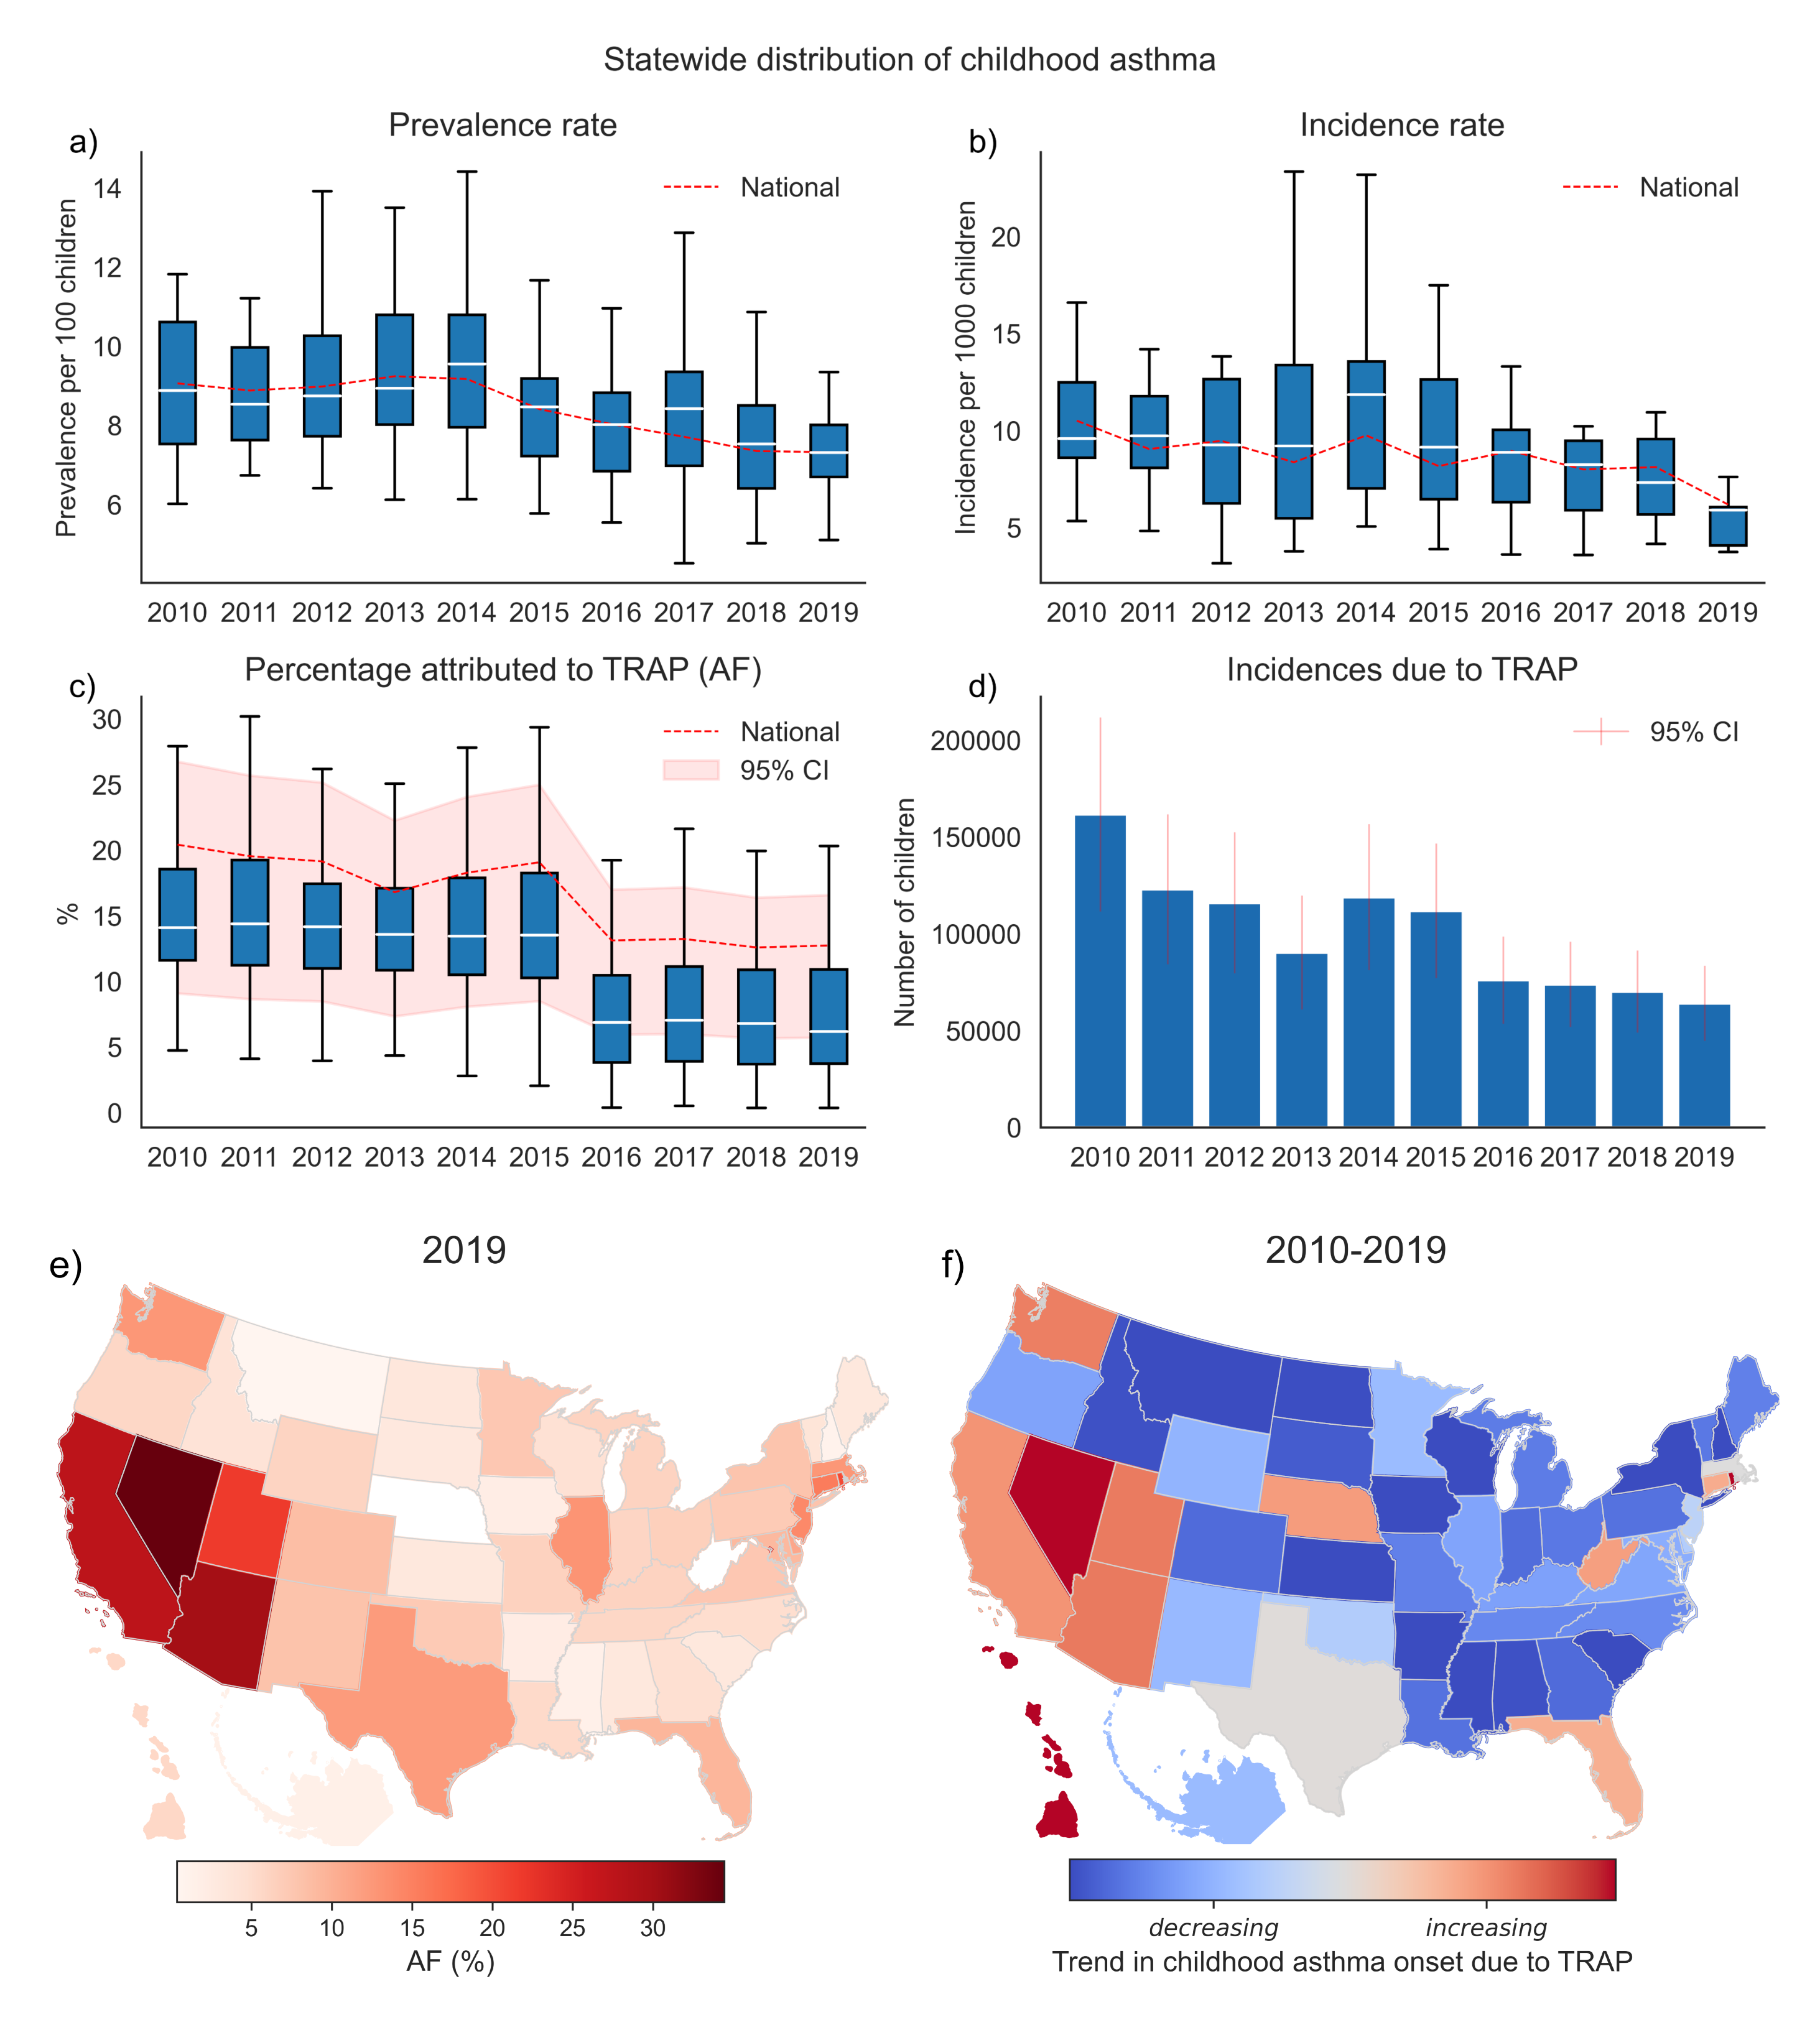 Statewide distribution of childhood asthma
a)
Prevalence rate
Prevalence per 100 children
14
12
10
8
6
National
2010 2011 2012 2013 2014 2015 2016 2017 2018 2019
b)
Incidence rate
Incidence per 1000 children
20
15
10
5
National
2010 2011 2012 2013 2014 2015 2016 2017 2018 2019
c)
Percentage attributed to TRAP (AF)
%
30
25
20
15
10
5
0
National
95% CI
2010 2011 2012 2013 2014 2015 2016 2017 2018 2019
d)
Incidences due to TRAP
Number of children
200000
150000
100000
50000
0
95% CI
2010 2011 2012 2013 2014 2015 2016 2017 2018 2019
e)
2019
5 10 15 20 25 30
AF (%)
f)
2010-2019
decreasing increasing
Trend in childhood asthma onset due to TRAP